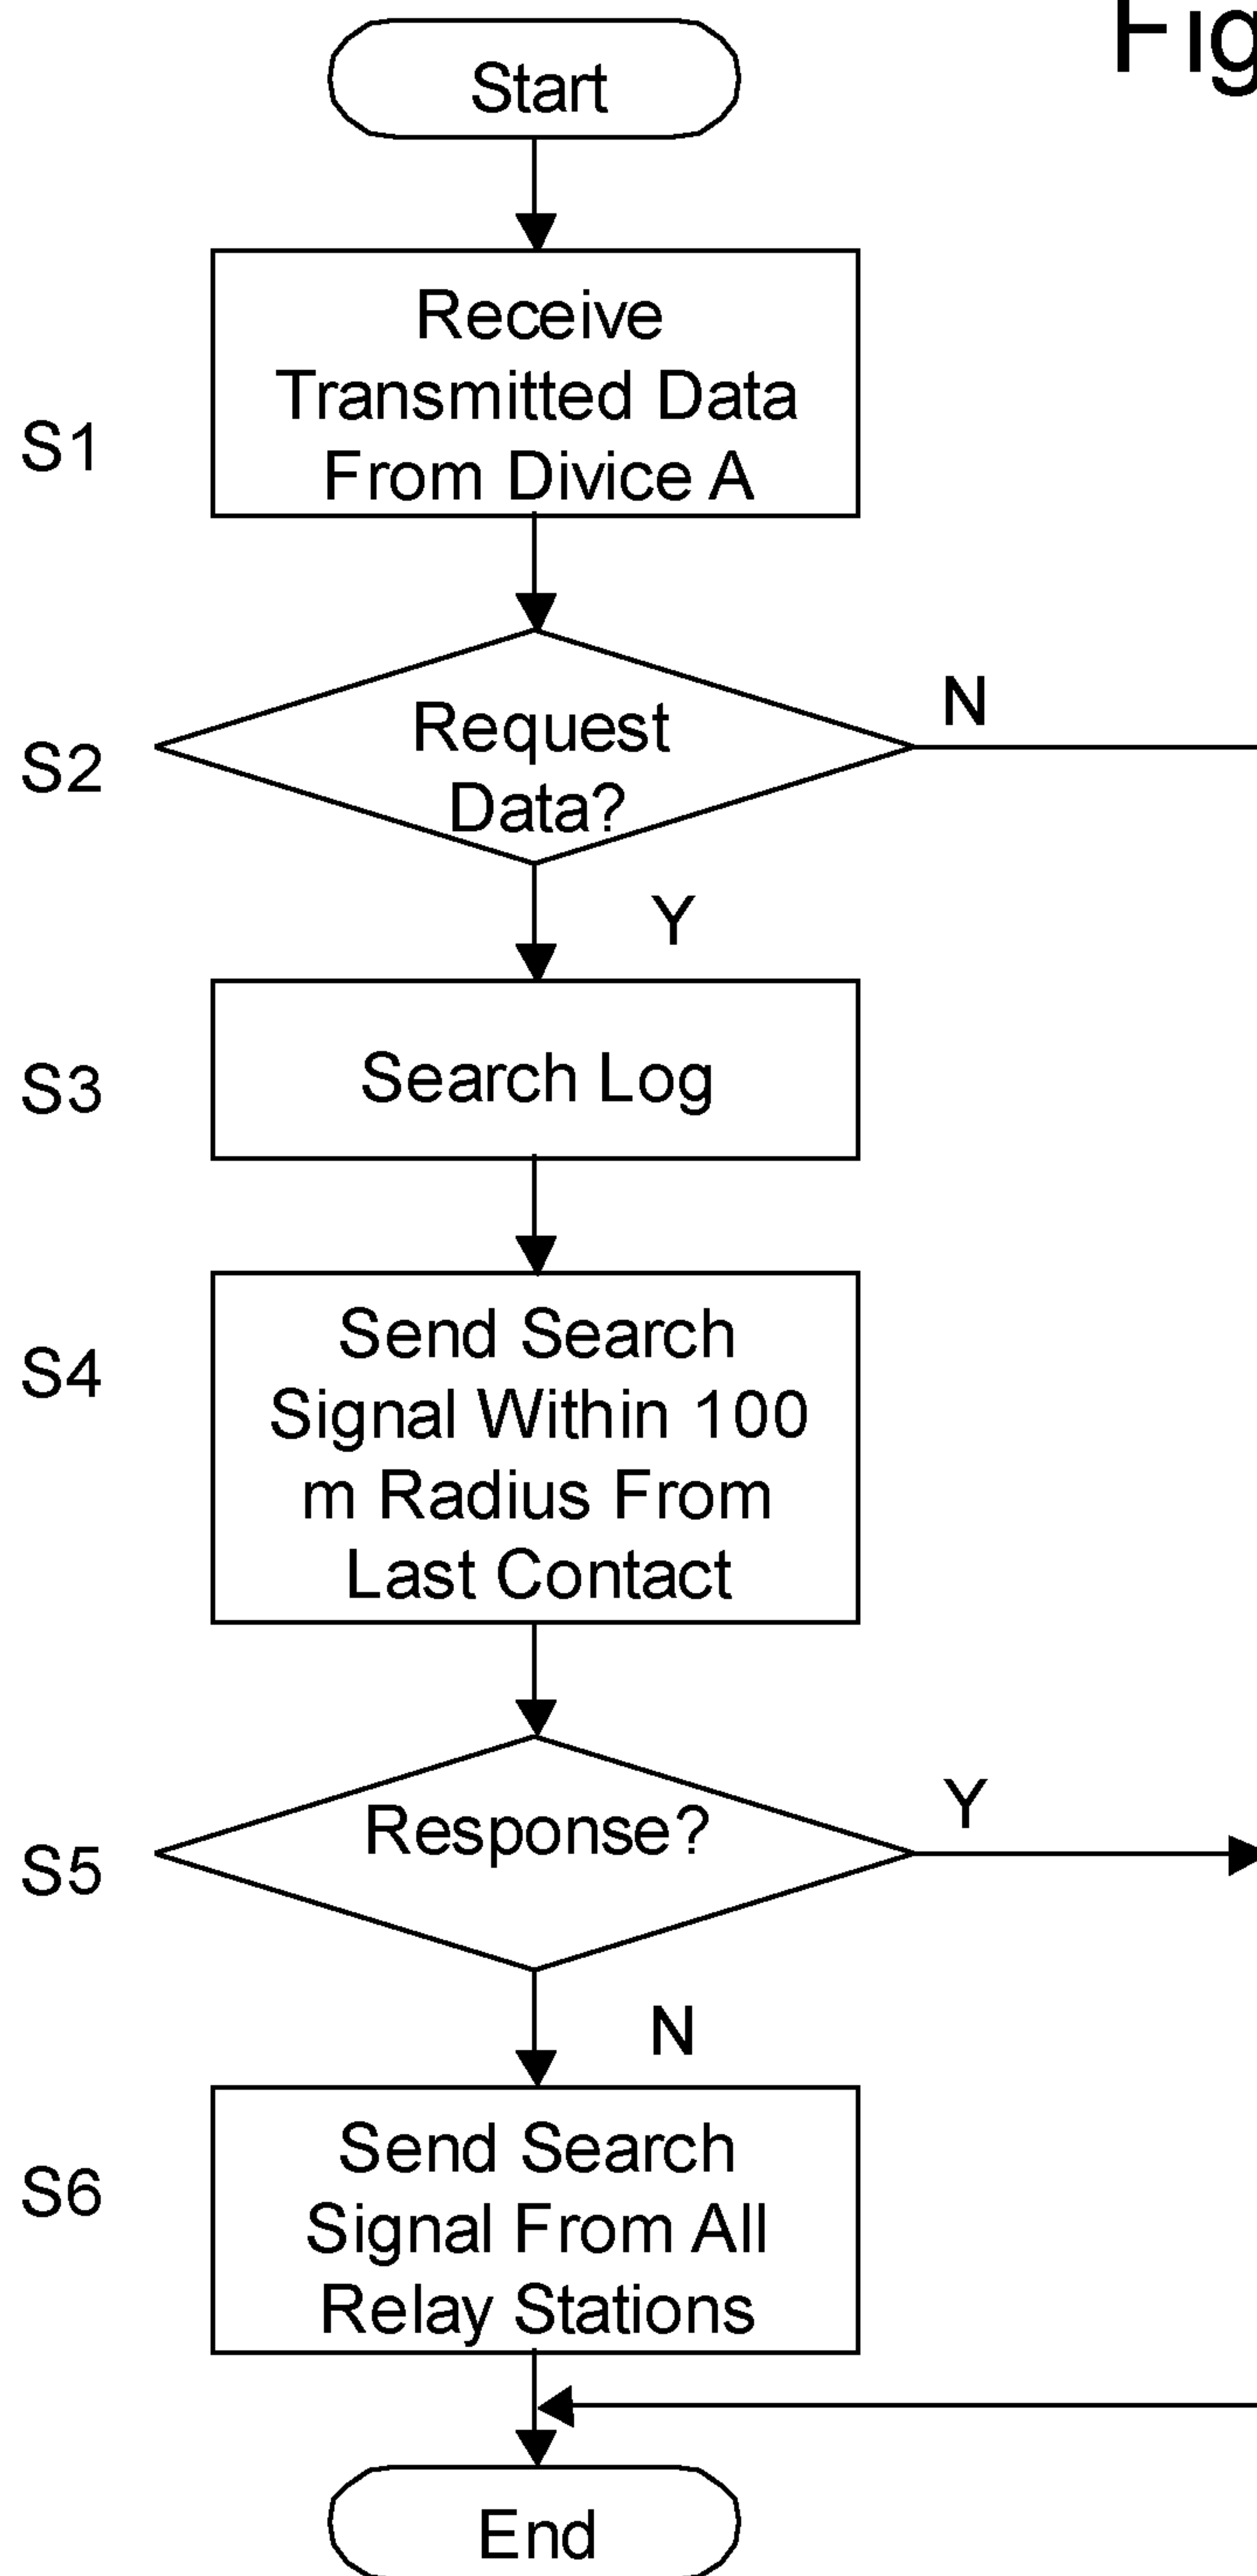 Fig
Start
S1
Receive
Transmitted Data
From Divice A
S2
Request
Data?
N
Y
S3
Search Log
S4
Send Search
Signal Within 100
m Radius From
Last Contact
S5
Response?
Y
N
S6
Send Search
Signal From All
Relay Stations
End